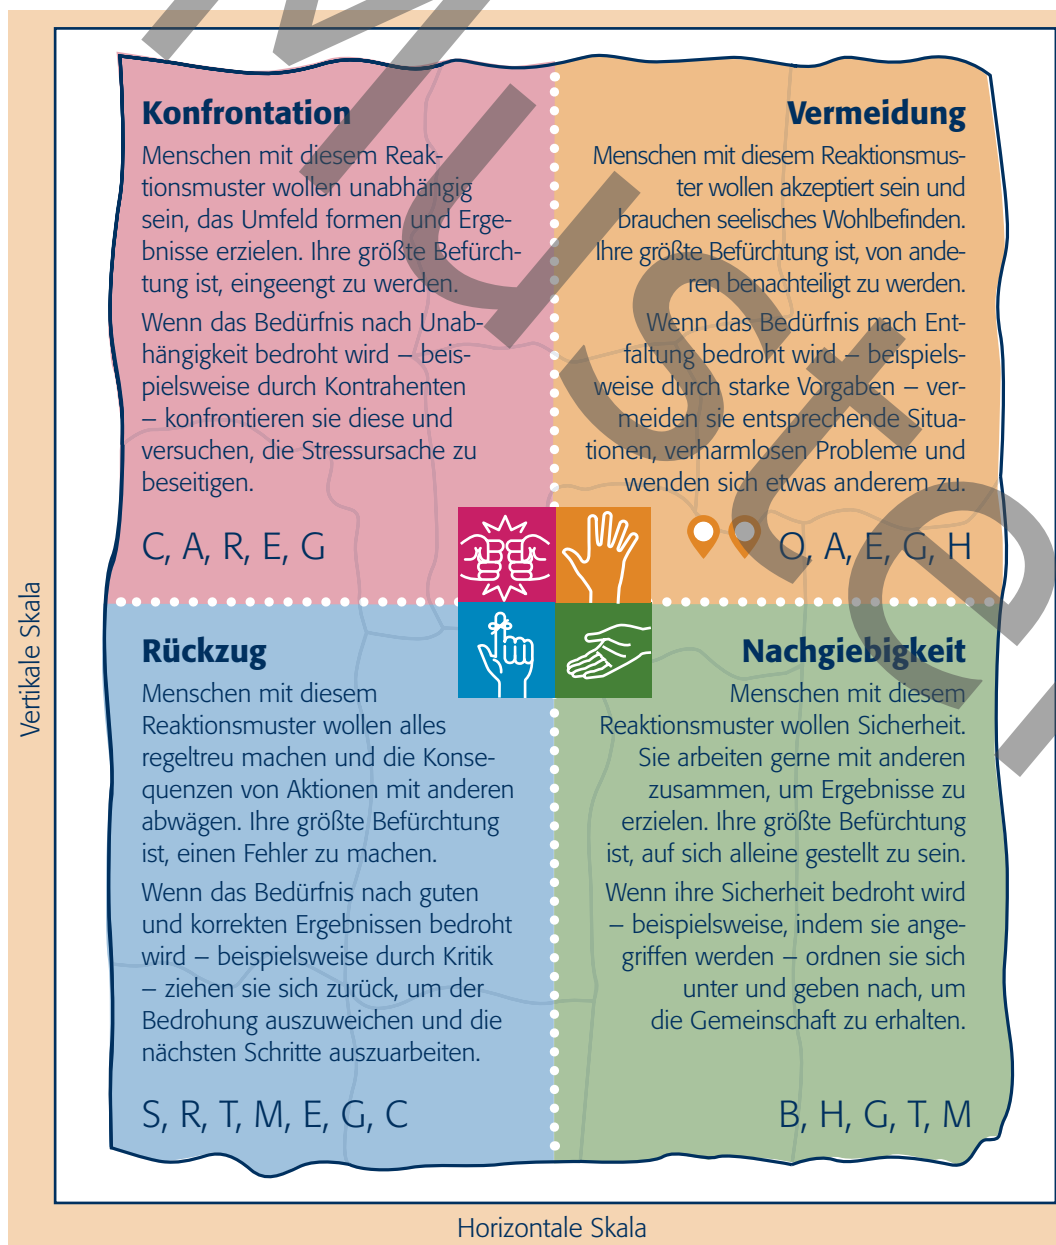 Konfrontation
Menschen mit diesem Reak-
tionsmuster wollen unabhängig
sein, das Umfeld formen und Erge-
bnisse erzielen. Ihre größte Befürch-
tung ist, eingeengt zu werden.
Wenn das Bedürfnis nach Unab-
hängigkeit bedroht wird – beis-
pielsweise durch Kontrahenten
– konfrontieren sie diese und
versuchen, die Stressursache zu
beseitigen.
C, A, R, E, G
Vermeidung
Menschen mit diesem Reaktionsmus-
ter wollen akzeptiert sein und
brauchen seelisches Wohlbefinden.
Ihre größte Befürchtung ist, von ande-
ren benachteiligt zu werden.
Wenn das Bedürfnis nach Ent-
faltung bedroht wird – beispiels-
weise durch starke Vorgaben – ver-
meiden sie entsprechende Situa-
tionen, verharmlosen Probleme und
wenden sich etwas anderem zu.
O, A, E, G, H
Rückzug
Menschen mit diesem
Reaktionsmuster wollen alles
regeltreu machen und die Konse-
quenzen von Aktionen mit anderen
abwägen. Ihre größte Befürchtung
ist, einen Fehler zu machen.
Wenn das Bedürfnis nach guten
und korrekten Ergebnissen bedroht
wird – beispielsweise durch Kritik
– ziehen sie sich zurück, um der
Bedrohung auszuweichen und die
nächsten Schritte auszuarbeiten.
S, R, T, M, E, G, C
Nachgiebigkeit
Menschen mit diesem
Reaktionsmuster wollen Sicherheit.
Sie arbeiten gerne mit anderen
zusammen, um Ergebnisse zu
erzielen. Ihre größte Befürchtung
ist, auf sich alleine gestellt zu sein.
Wenn ihre Sicherheit bedroht wird
– beispielsweise, indem sie ange-
griffen werden – ordnen sie sich
unter und geben nach, um
die Gemeinschaft zu erhalten.
B, H, G, T, M
Vertikale Skala
Horizontale Skala
Muster